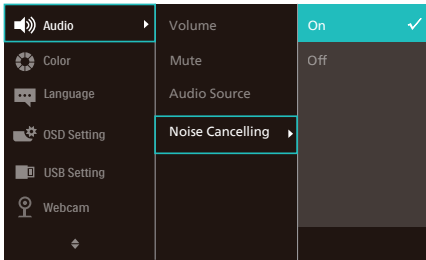 Audio
Color
Language
OSD Setting
USB Setting
Webcam
Volume
Mute
Audio Source
Noise Cancelling
On
Off